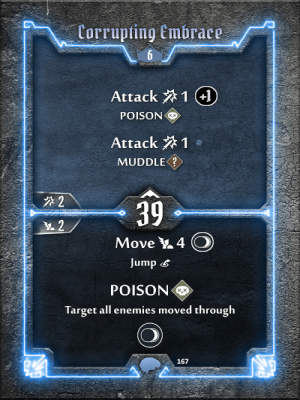 Corrupting Embrace
6
Attack 1 +1
POISON
Attack 1
MUDDLE ?
2
39
2
Move 4
Jump
POISON
Target all enemies moved through
167